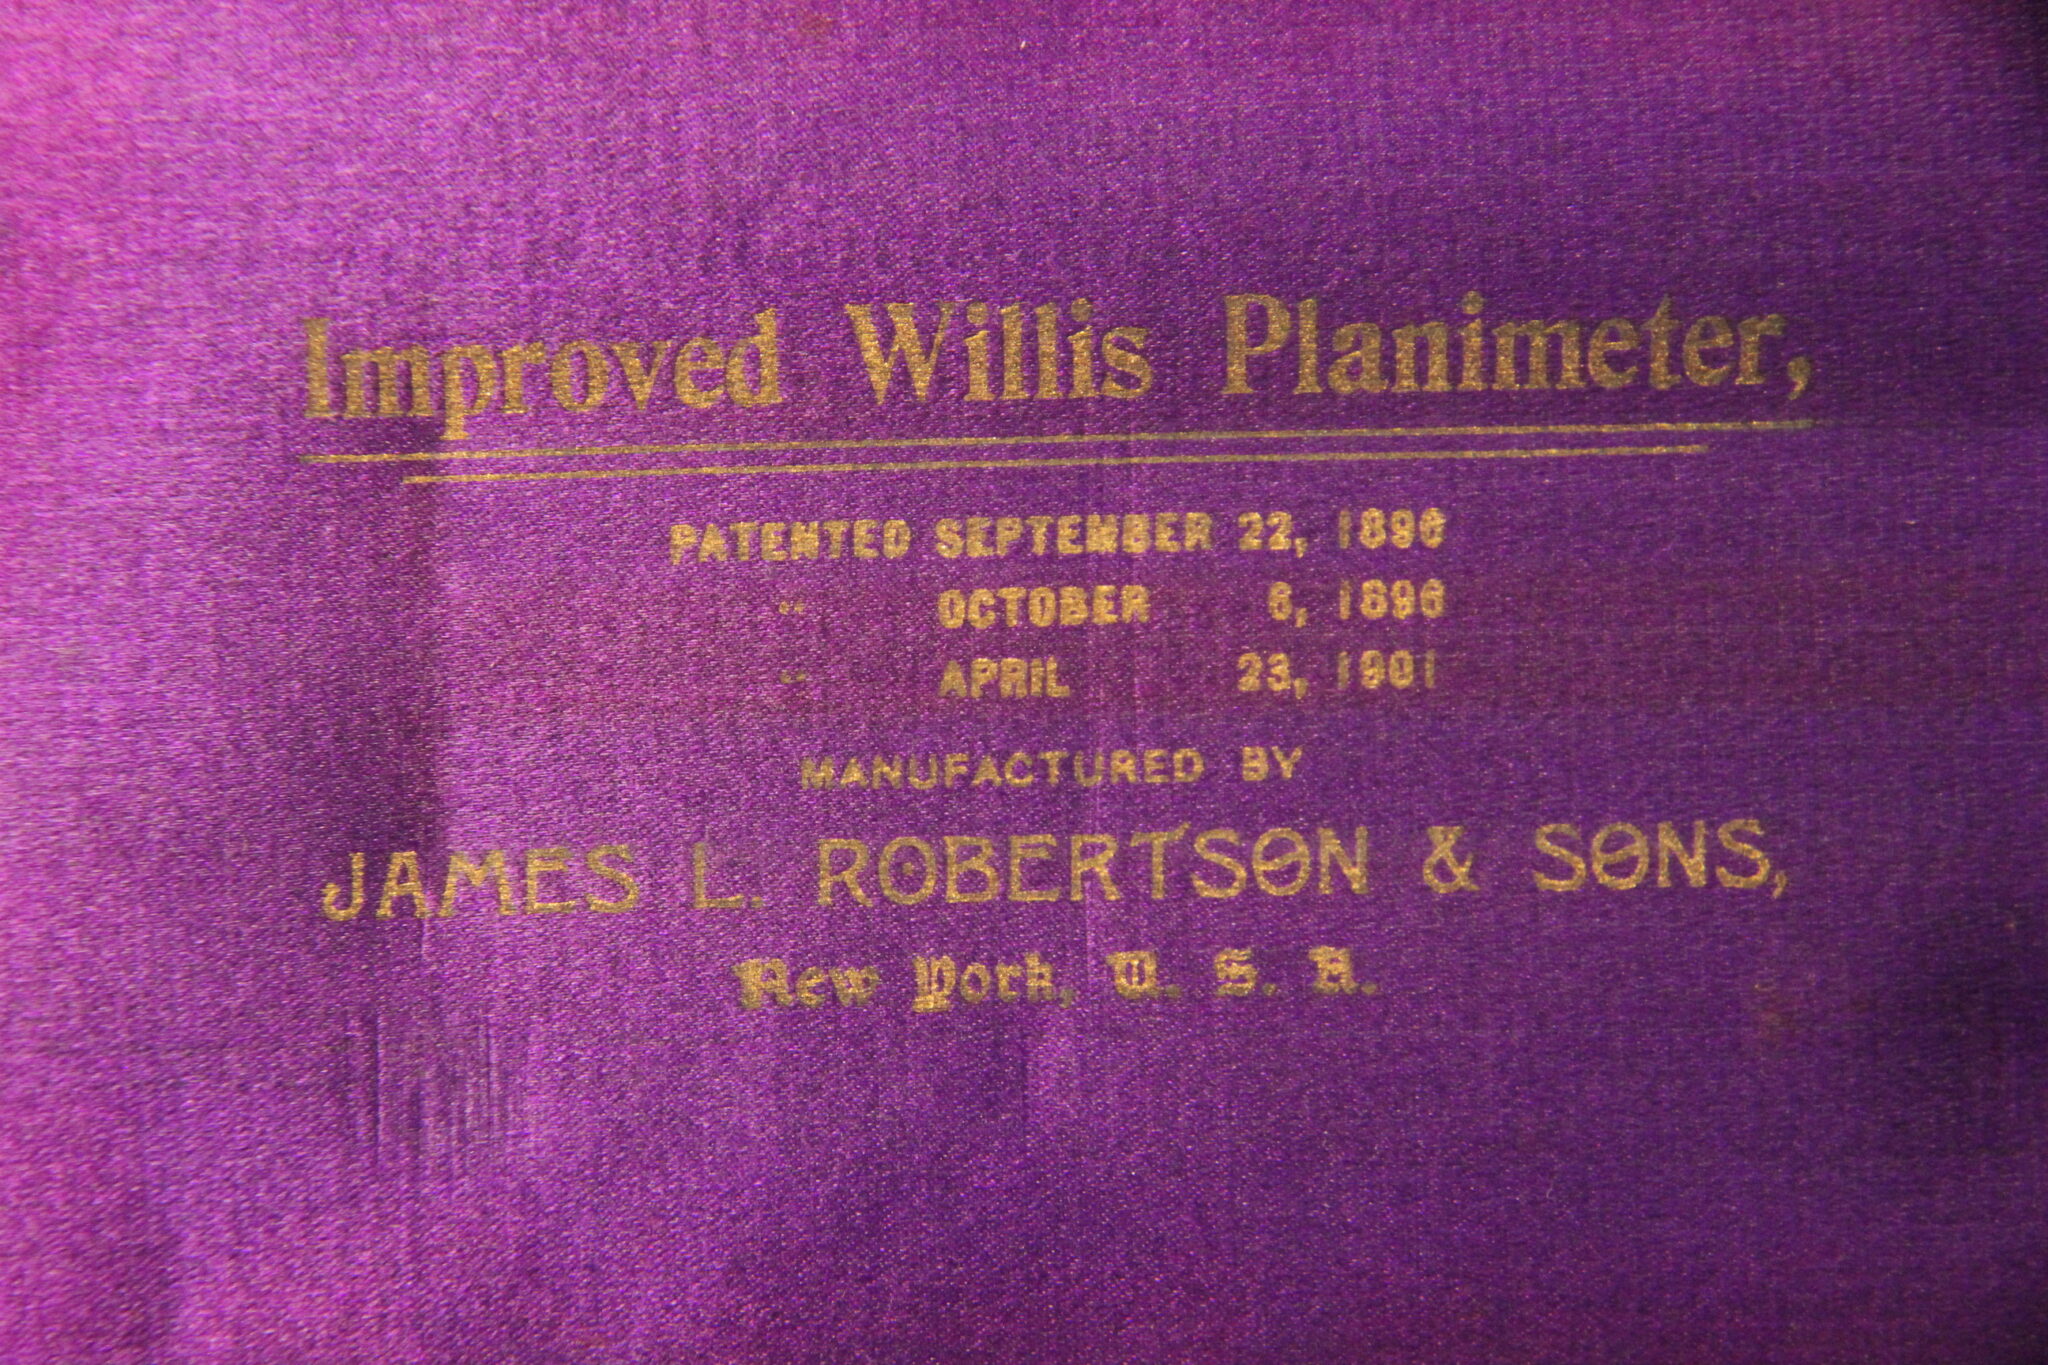 Improved Willis Planimeter,
PATENTED SEPTEMBER 22, 1896
" OCTOBER 6, 1896
" APRIL 23, 1901
MANUFACTURED BY
JAMES L. ROBERTSON & SONS,
New York, U. S. A.